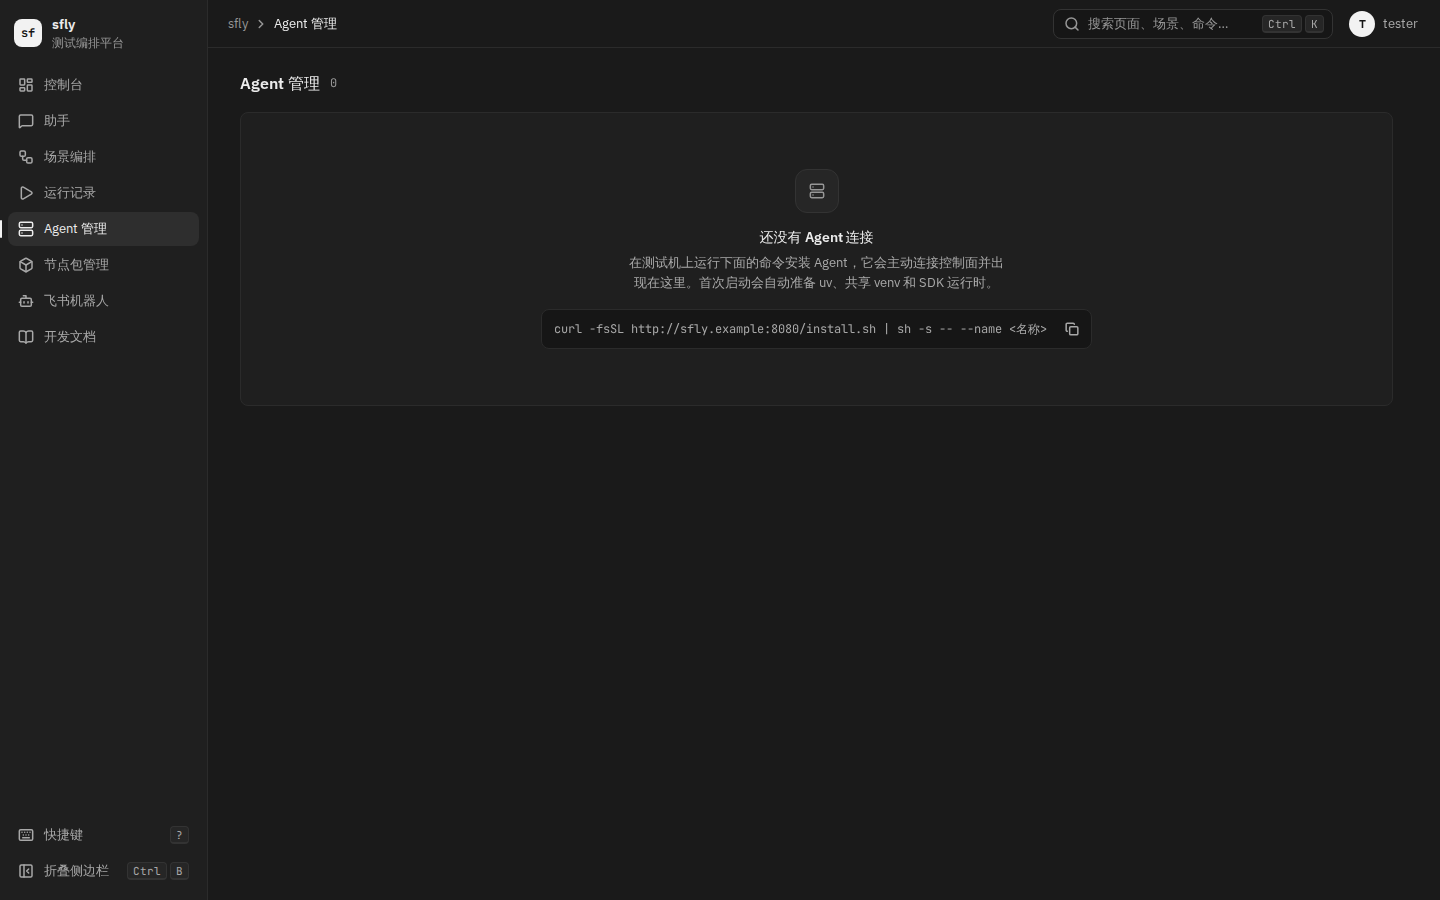 sf
sfly
测试编排平台
控制台
助手
场景编排
运行记录
Agent 管理
节点包管理
飞书机器人
开发文档
快捷键 ?
折叠侧边栏 Ctrl B
sfly > Agent 管理
搜索页面、场景、命令... Ctrl K
T tester
Agent 管理 0
还没有 Agent 连接
在测试机上运行下面的命令安装 Agent，它会主动连接控制面并出
现在这里。首次启动会自动准备 uv、共享 venv 和 SDK 运行时。
curl -fsSL http://sfly.example:8080/install.sh | sh -s -- --name <名称>